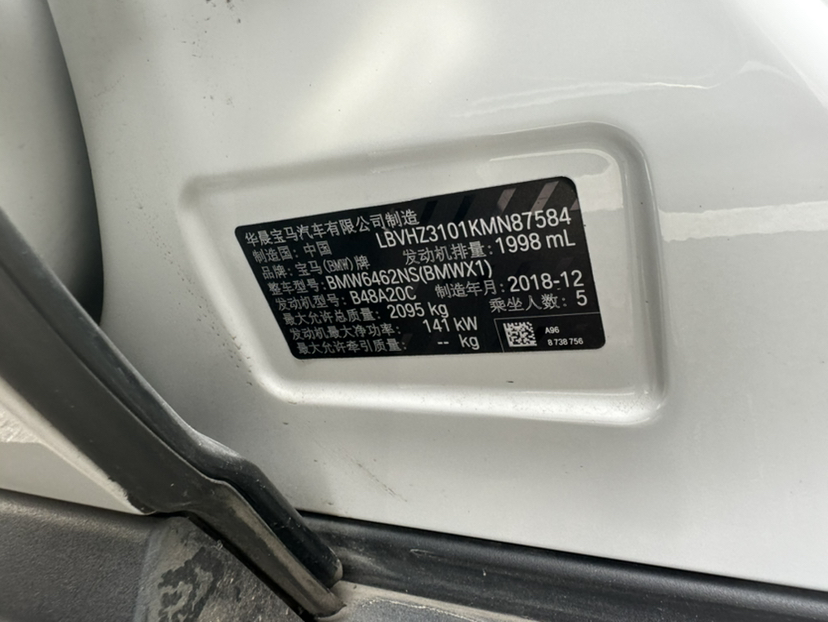 华晨宝马汽车有限公司制造
制造国: 中国 LBVHZ3101KMN87584
品牌: 宝马(BMW)牌 发动机排量: 1998 mL
整车型号: BMW6462NS(BMWX1)
发动机型号: B48A20C 制造年月: 2018-12
最大允许总质量: 2095 kg 乘坐人数: 5
发动机最大净功率: 141 kW
最大允许牵引质量: -- kg
A96
8 738 756